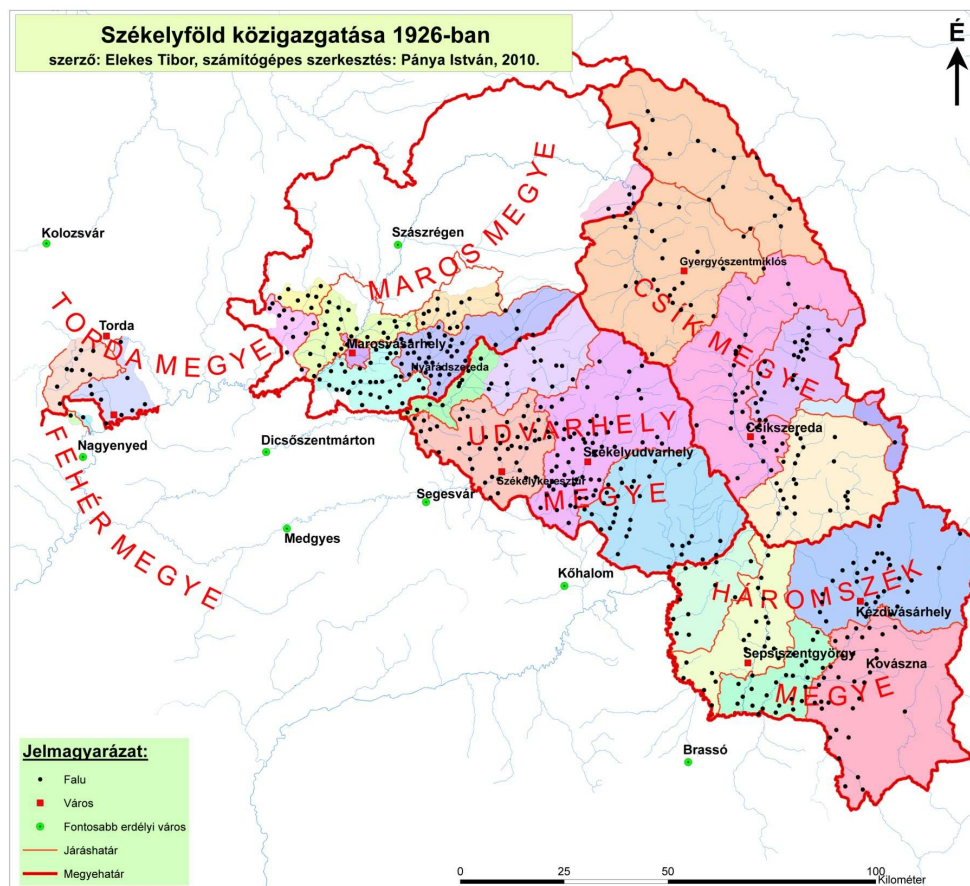 Székelyföld közigazgatása 1926-ban
szerző: Elekes Tibor, számítógépes szerkesztés: Pánya István, 2010.
É
Kolozsvár
Szászrégen
MAROS MEGYE
Gyergyószentmiklós
CSÍK MEGYE
Torda
TORDA MEGYE
Marosvásárhely
Nyárádszereda
Nagyenyed
FEHÉR MEGYE
Dicsőszentmárton
UDVARHELY
MEGYE
Székelyudvarhely
Székelykeresztúr
Csíkszereda
Segesvár
Medgyes
Kőhalom
HÁROMSZÉK
MEGYE
Kézdivásárhely
Sepsiszentgyörgy
Kovászna
Brassó
Jelmagyarázat:
Falu
Város
Fontosabb erdélyi város
Járáshatár
Megyehatár
0 25 50 100
Kilométer